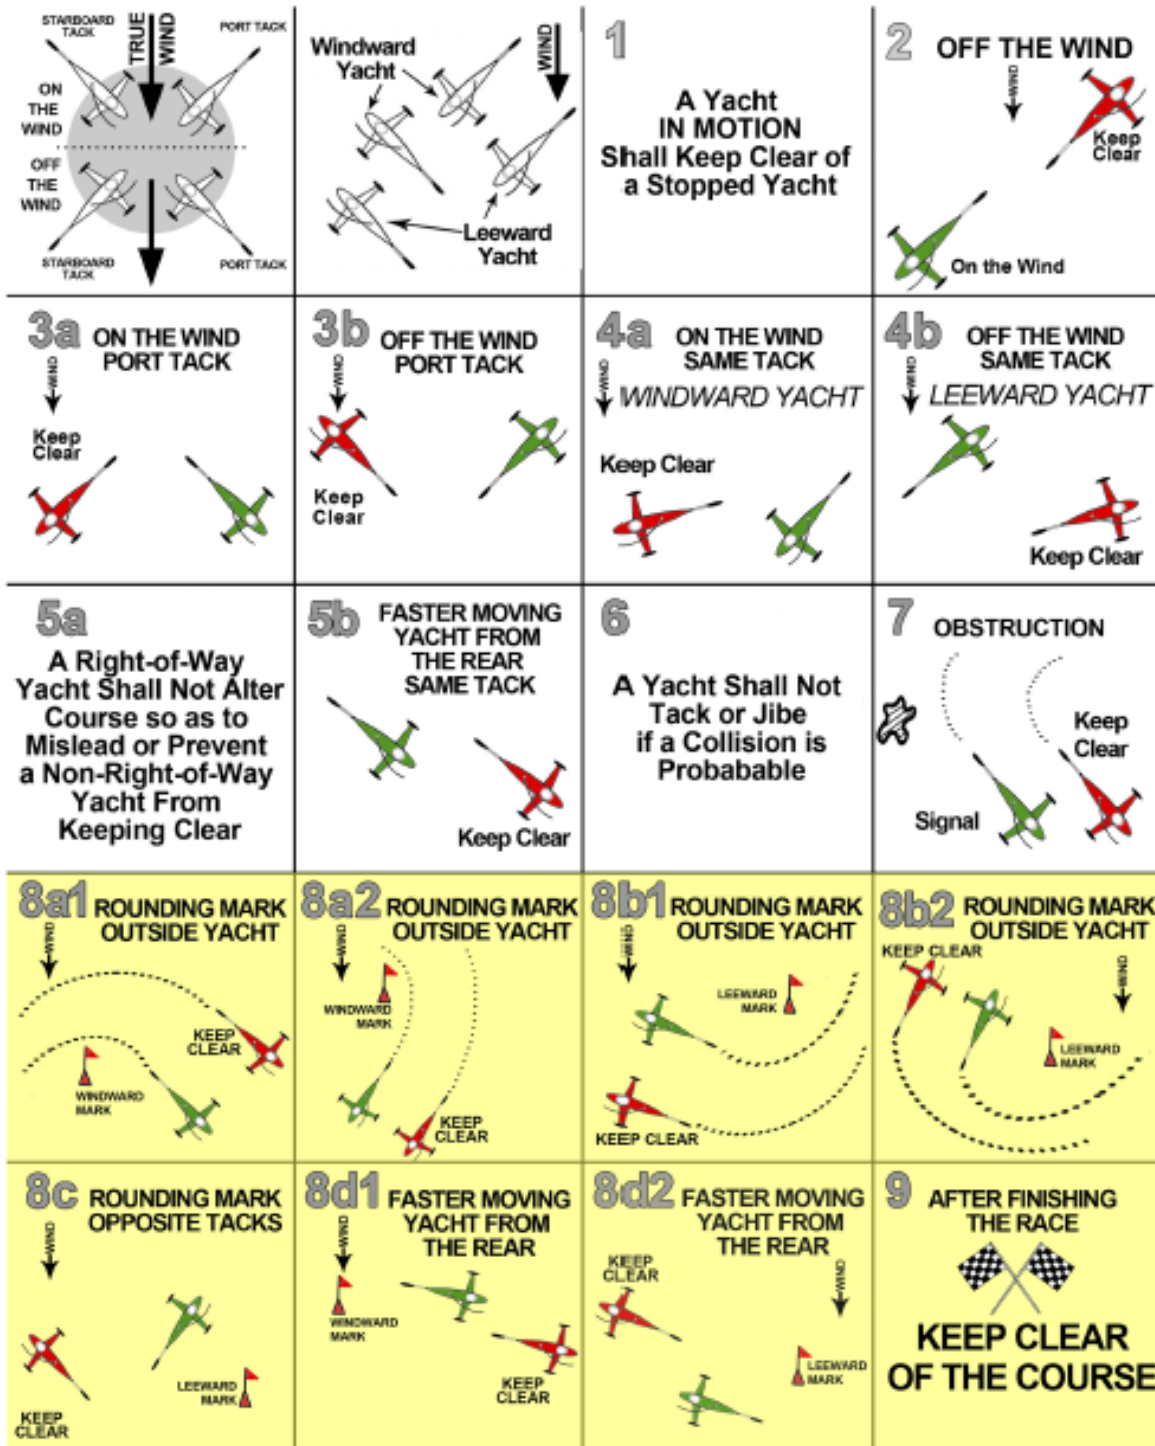 STARBOARD
TACK
TRUE
WIND
PORT TACK
ON
THE
WIND
OFF
THE
WIND
STARBOARD
TACK
PORT TACK
Windward
Yacht
WIND
Leeward
Yacht
1
A Yacht
IN MOTION
Shall Keep Clear of
a Stopped Yacht
2
OFF THE WIND
WIND
Keep
Clear
On the Wind
3a
ON THE WIND
PORT TACK
WIND
Keep
Clear
3b
OFF THE WIND
PORT TACK
WIND
Keep
Clear
4a
ON THE WIND
SAME TACK
WIND
WINDWARD YACHT
Keep Clear
4b
OFF THE WIND
SAME TACK
WIND
LEEWARD YACHT
Keep Clear
5a
A Right-of-Way
Yacht Shall Not Alter
Course so as to
Mislead or Prevent
a Non-Right-of-Way
Yacht From
Keeping Clear
5b
FASTER MOVING
YACHT FROM
THE REAR
SAME TACK
Keep Clear
6
A Yacht Shall Not
Tack or Jibe
if a Collision is
Probabable
7
OBSTRUCTION
Keep
Clear
Signal
8a1
ROUNDING MARK
OUTSIDE YACHT
WIND
KEEP
CLEAR
WINDWARD
MARK
8a2
ROUNDING MARK
OUTSIDE YACHT
WIND
WINDWARD
MARK
KEEP
CLEAR
8b1
ROUNDING MARK
OUTSIDE YACHT
WIND
LEEWARD
MARK
KEEP CLEAR
8b2
ROUNDING MARK
OUTSIDE YACHT
KEEP CLEAR
WIND
LEEWARD
MARK
8c
ROUNDING MARK
OPPOSITE TACKS
WIND
LEEWARD
MARK
KEEP
CLEAR
8d1
FASTER MOVING
YACHT FROM
THE REAR
WIND
WINDWARD
MARK
KEEP
CLEAR
8d2
FASTER MOVING
YACHT FROM
THE REAR
KEEP
CLEAR
WIND
LEEWARD
MARK
9
AFTER FINISHING
THE RACE
KEEP CLEAR
OF THE COURSE